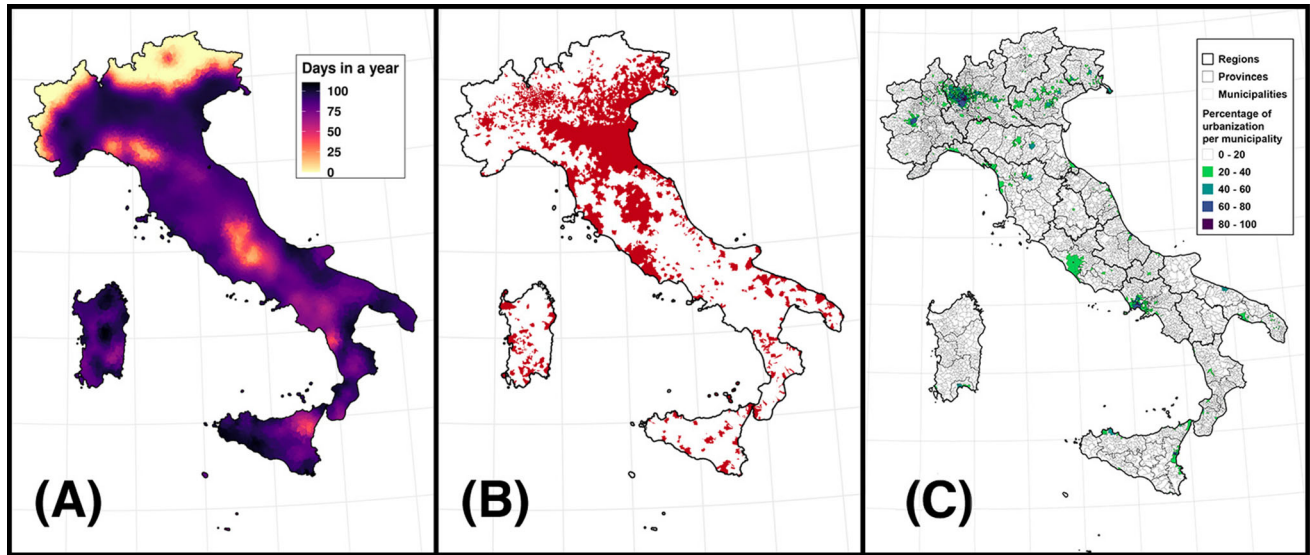 Days in a year
100
75
50
25
0
(A)
(B)
Regions
Provinces
Municipalities
Percentage of
urbanization
per municipality
0 - 20
20 - 40
40 - 60
60 - 80
80 - 100
(C)